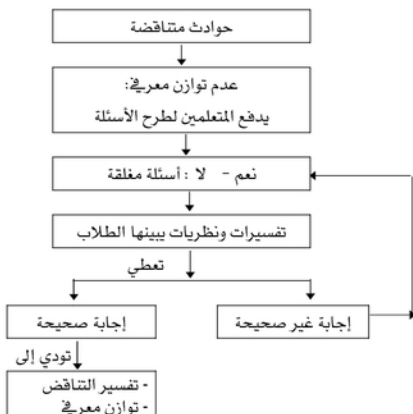 حوادث متناقضة
عدم توازن معرفي:
يدفع المتعلمين لطرح الأسئلة
نعم - لا : أسئلة مغلقة
تفسيرات ونظريات يبينها الطلاب
تعطي
إجابة صحيحة
إجابة غير صحيحة
تودي إلى
- تفسير التناقض
- توازن معرفي